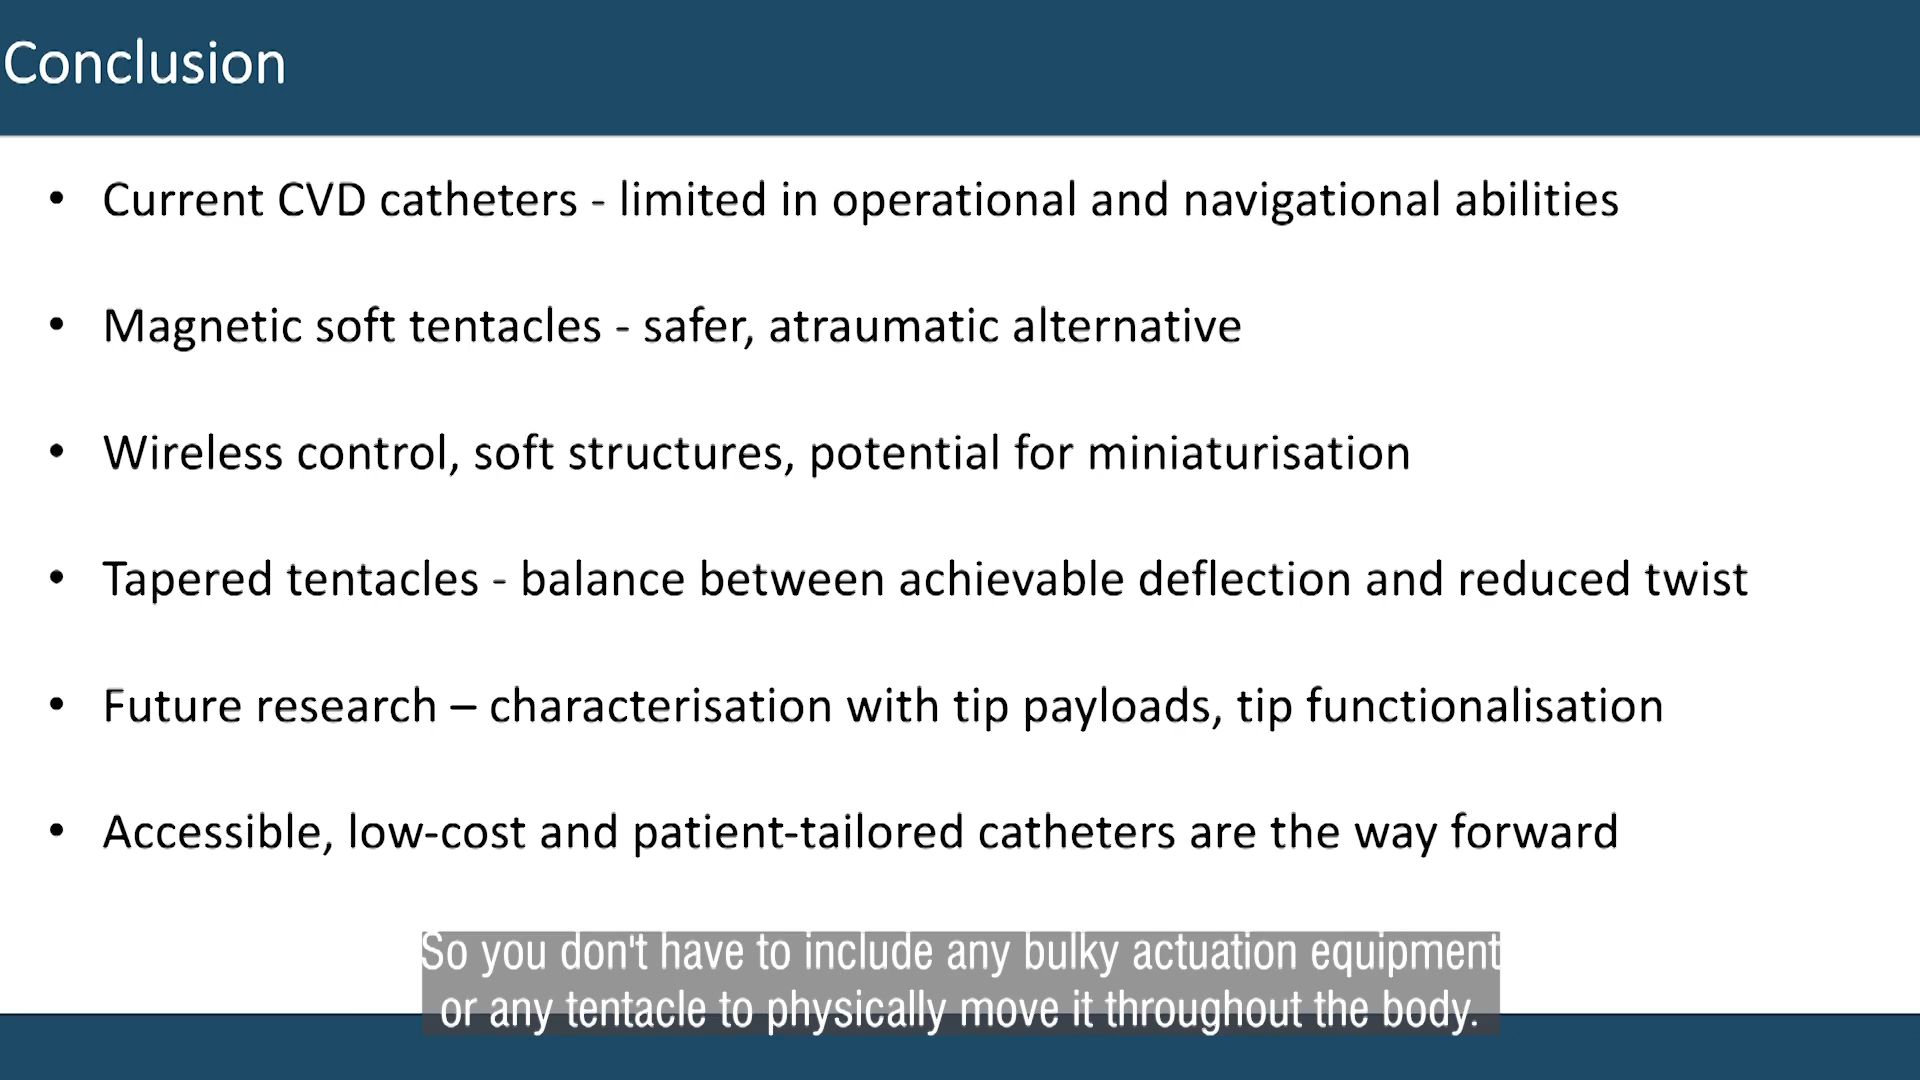 Conclusion
• Current CVD catheters - limited in operational and navigational abilities
• Magnetic soft tentacles - safer, atraumatic alternative
• Wireless control, soft structures, potential for miniaturisation
• Tapered tentacles - balance between achievable deflection and reduced twist
• Future research – characterisation with tip payloads, tip functionalisation
• Accessible, low-cost and patient-tailored catheters are the way forward
So you don't have to include any bulky actuation equipment
or any tentacle to physically move it throughout the body.